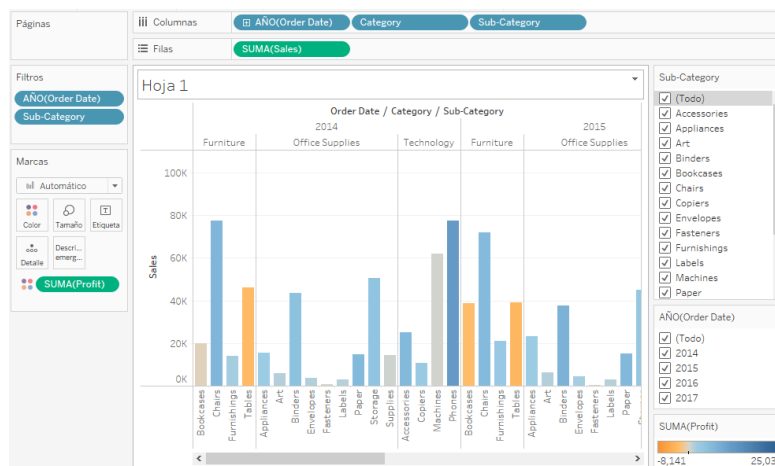 Páginas
Columnas
AÑO(Order Date)
Category
Sub-Category
Filas
SUMA(Sales)
Filtros
AÑO(Order Date)
Sub-Category
Marcas
Automático
Color
Tamaño
Etiqueta
Detalle
Descri...
emerg...
SUMA(Profit)
Hoja 1
Order Date / Category / Sub-Category
2014
2015
Furniture
Office Supplies
Technology
Furniture
Office Supplies
Sales
100K
80K
60K
40K
20K
0K
Bookcases
Chairs
Furnishings
Tables
Appliances
Art
Binders
Envelopes
Fasteners
Labels
Paper
Storage
Supplies
Accessories
Copiers
Machines
Phones
Bookcases
Chairs
Furnishings
Tables
Appliances
Art
Binders
Envelopes
Fasteners
Labels
Paper
Sub-Category
(Todo)
Accessories
Appliances
Art
Binders
Bookcases
Chairs
Copiers
Envelopes
Fasteners
Furnishings
Labels
Machines
Paper
AÑO(Order Date)
(Todo)
2014
2015
2016
2017
SUMA(Profit)
-8,141
25,03